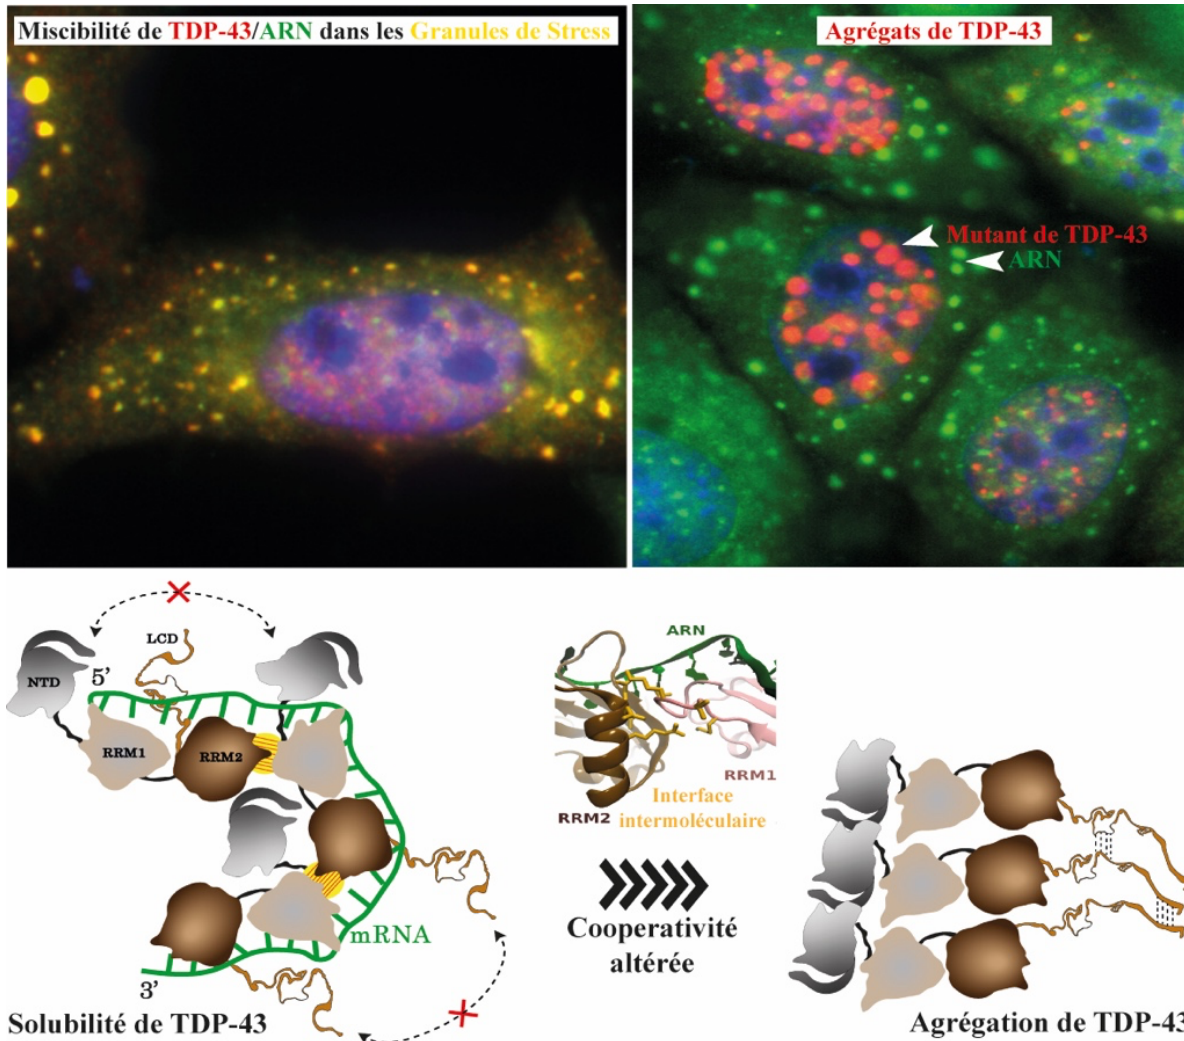 Miscibilité de TDP-43/ARN dans les Granules de Stress
Agrégats de TDP-43
Mutant de TDP-43
ARN
LCD
NTD
5’
RRM1
RRM2
mRNA
3’
Solubilité de TDP-43
ARN
RRM1
Interface
RRM2 intermoléculaire
Cooperativité
altérée
Agrégation de TDP-43